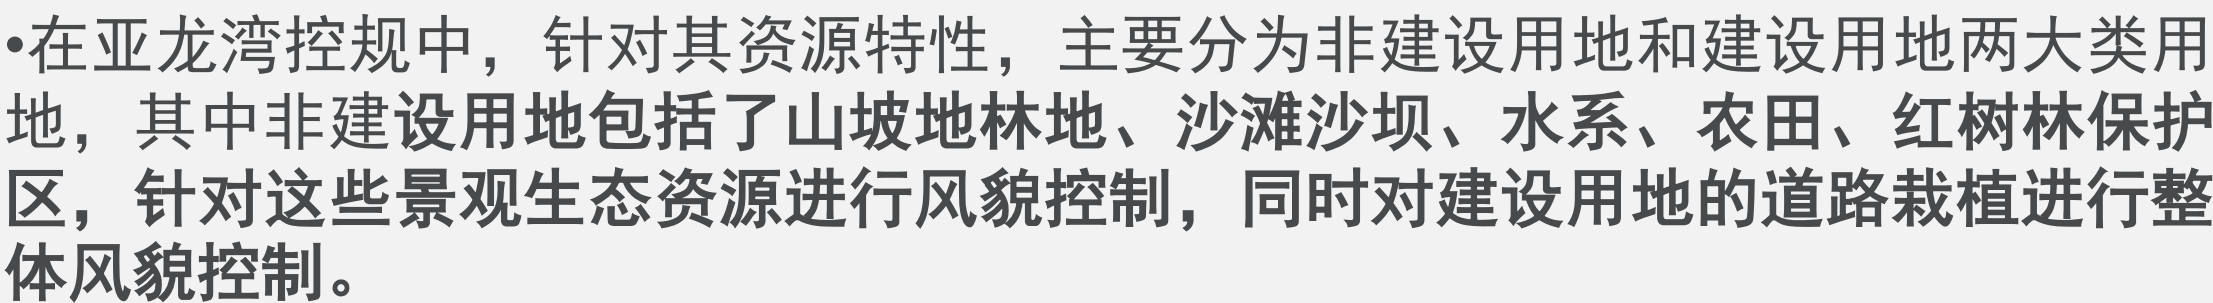 •在亚龙湾控规中，针对其资源特性，主要分为非建设用地和建设用地两大类用
地，其中非建设用地包括了山坡地林地、沙滩沙坝、水系、农田、红树林保护
区，针对这些景观生态资源进行风貌控制，同时对建设用地的道路栽植进行整
体风貌控制。